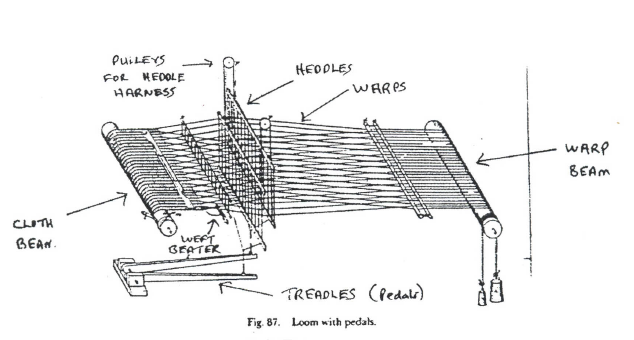 PULLEYS
FOR HEDDLE
HARNESS
HEDDLES
WARPS
WARP
BEAM
CLOTH
BEAM.
WEFT
BEATER
TREADLES (Pedals)
Fig. 87. Loom with pedals.